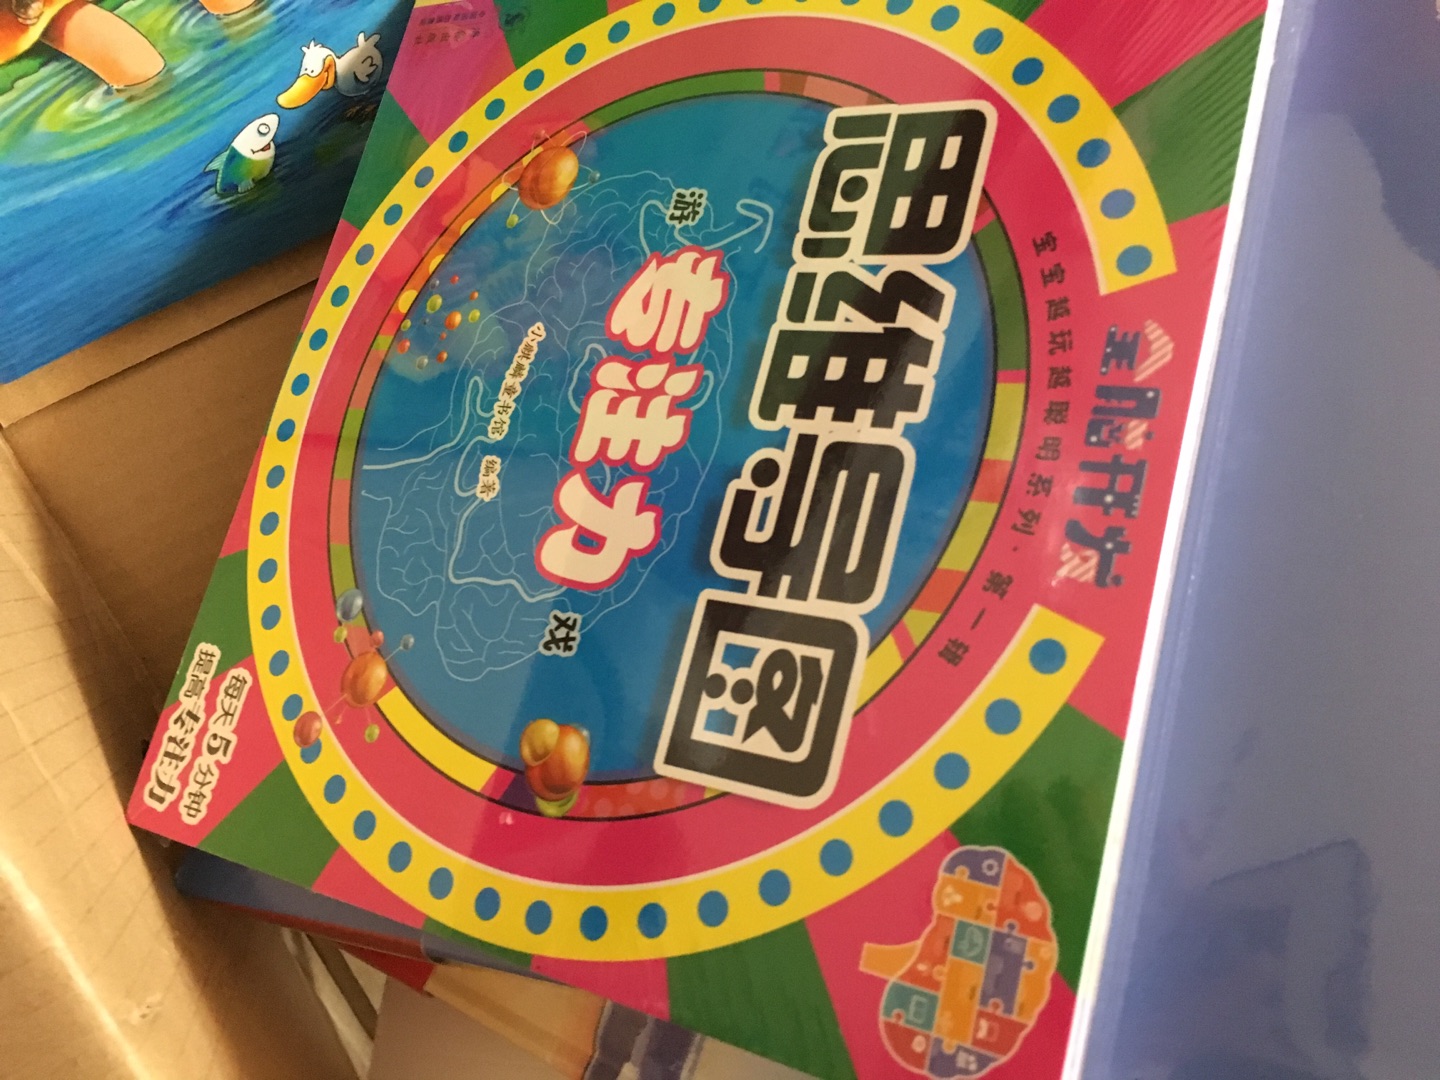 全脑开发
宝宝越玩越聪明系列·第一辑
思维导图
游专注力戏
小麒麟童书馆 编著
每天5分钟
提高专注力